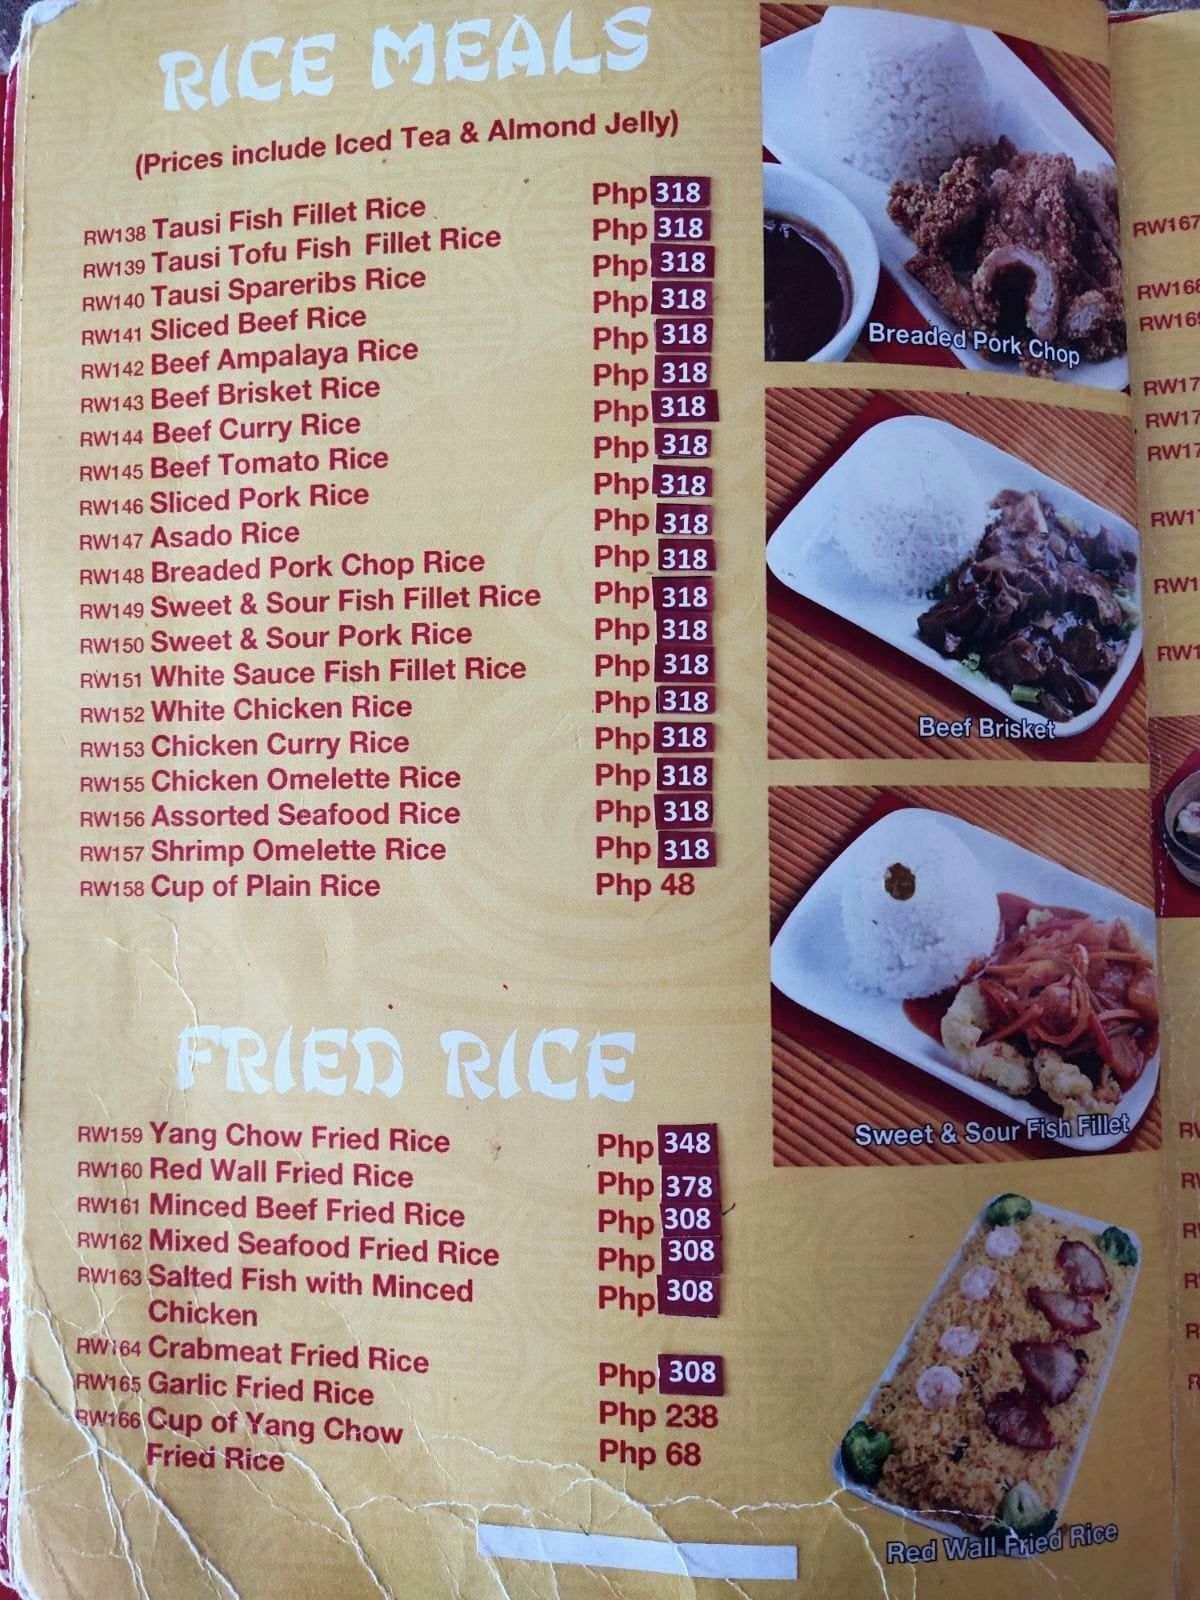 RICE MEALS
(Prices include Iced Tea & Almond Jelly)
RW138 Tausi Fish Fillet Rice Php 318
RW139 Tausi Tofu Fish Fillet Rice Php 318
RW140 Tausi Spareribs Rice Php 318
RW141 Sliced Beef Rice Php 318
RW142 Beef Ampalaya Rice Php 318
RW143 Beef Brisket Rice Php 318
RW144 Beef Curry Rice Php 318
RW145 Beef Tomato Rice Php 318
RW146 Sliced Pork Rice Php 318
RW147 Asado Rice Php 318
RW148 Breaded Pork Chop Rice Php 318
RW149 Sweet & Sour Fish Fillet Rice Php 318
RW150 Sweet & Sour Pork Rice Php 318
RW151 White Sauce Fish Fillet Rice Php 318
RW152 White Chicken Rice Php 318
RW153 Chicken Curry Rice Php 318
RW155 Chicken Omelette Rice Php 318
RW156 Assorted Seafood Rice Php 318
RW157 Shrimp Omelette Rice Php 318
RW158 Cup of Plain Rice Php 48
FRIED RICE
RW159 Yang Chow Fried Rice Php 348
RW160 Red Wall Fried Rice Php 378
RW161 Minced Beef Fried Rice Php 308
RW162 Mixed Seafood Fried Rice Php 308
RW163 Salted Fish with Minced Php 308
Chicken
RW164 Crabmeat Fried Rice Php 308
RW165 Garlic Fried Rice Php 238
RW166 Cup of Yang Chow Php 68
Fried Rice
Breaded Pork Chop
Beef Brisket
Sweet & Sour Fish Fillet
Red Wall Fried Rice
RW167
RW168
RW169